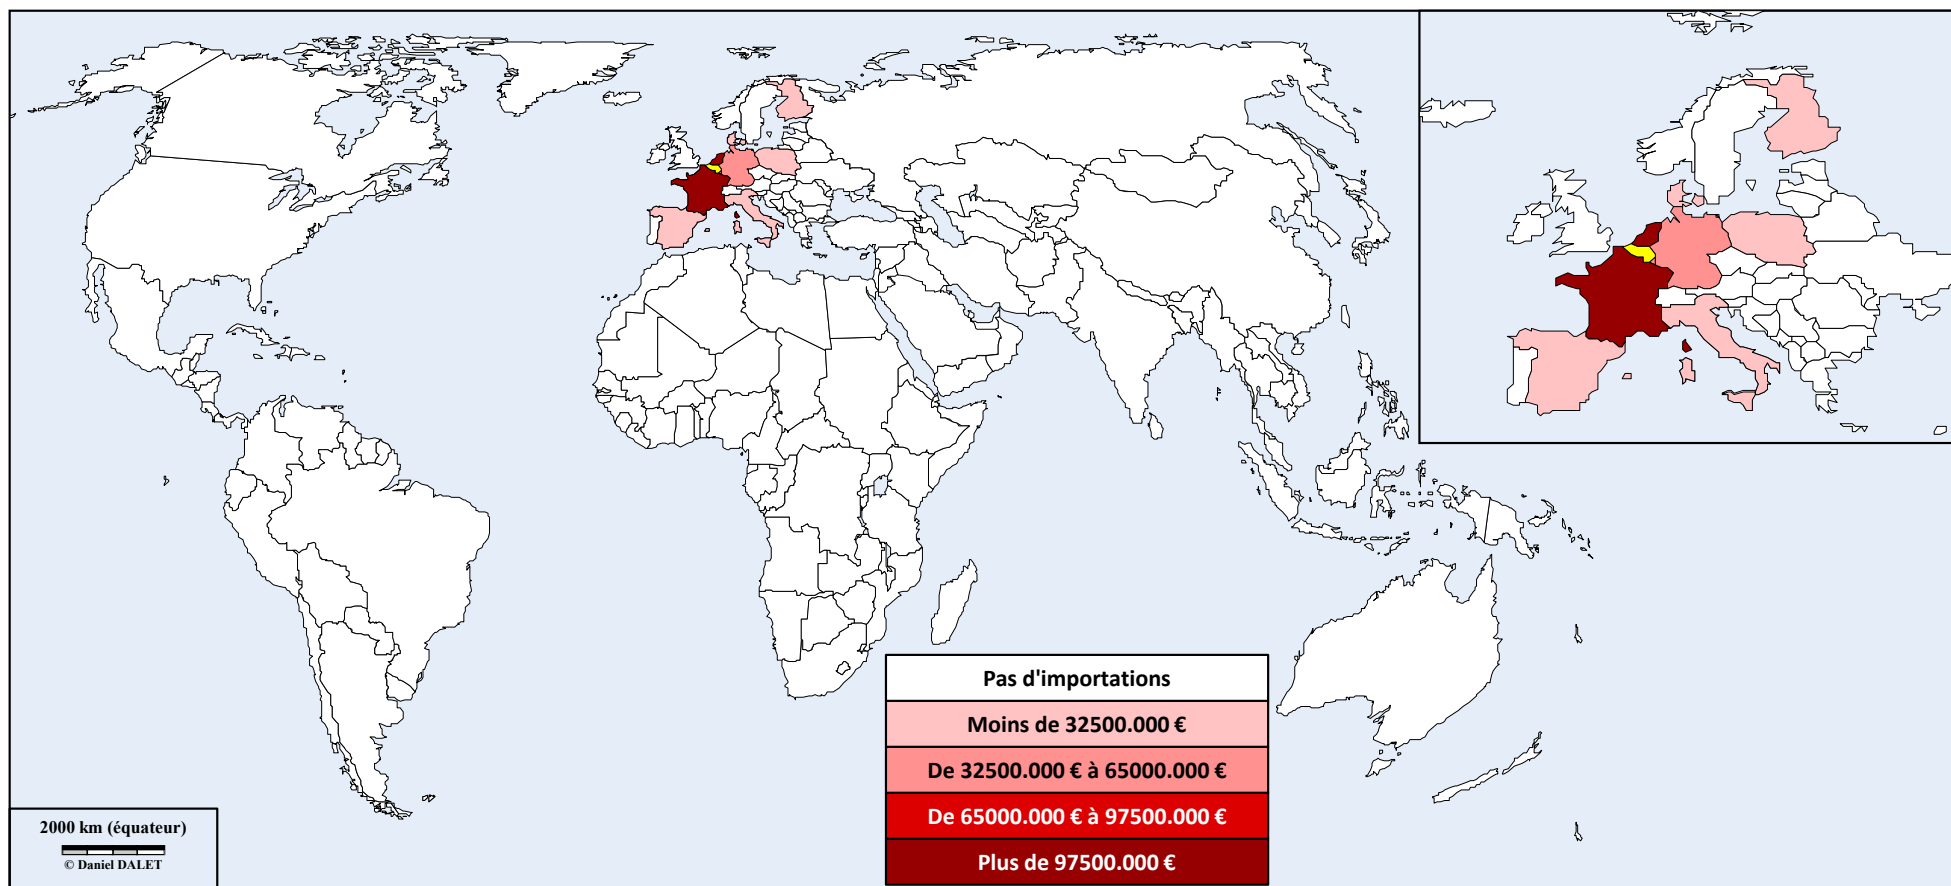 Pas d'importations
Moins de 32500.000 €
De 32500.000 € à 65000.000 €
De 65000.000 € à 97500.000 €
Plus de 97500.000 €
2000 km (équateur)
© Daniel DALET